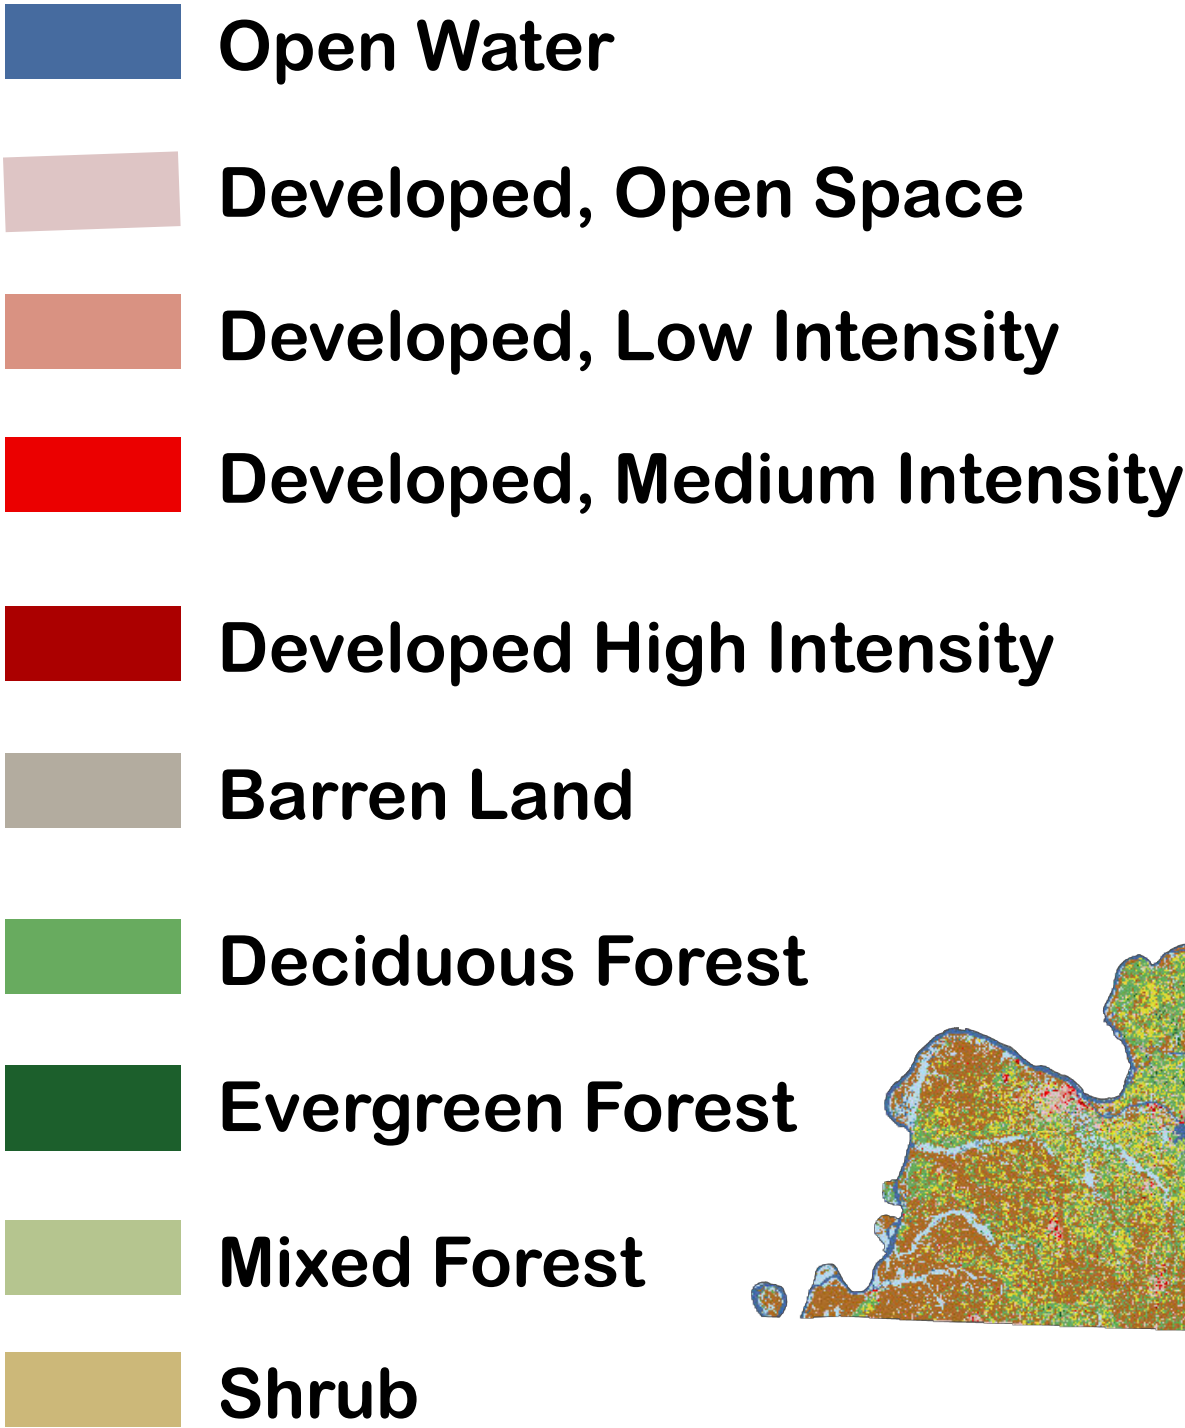 Open Water
Developed, Open Space
Developed, Low Intensity
Developed, Medium Intensity
Developed High Intensity
Barren Land
Deciduous Forest
Evergreen Forest
Mixed Forest
Shrub